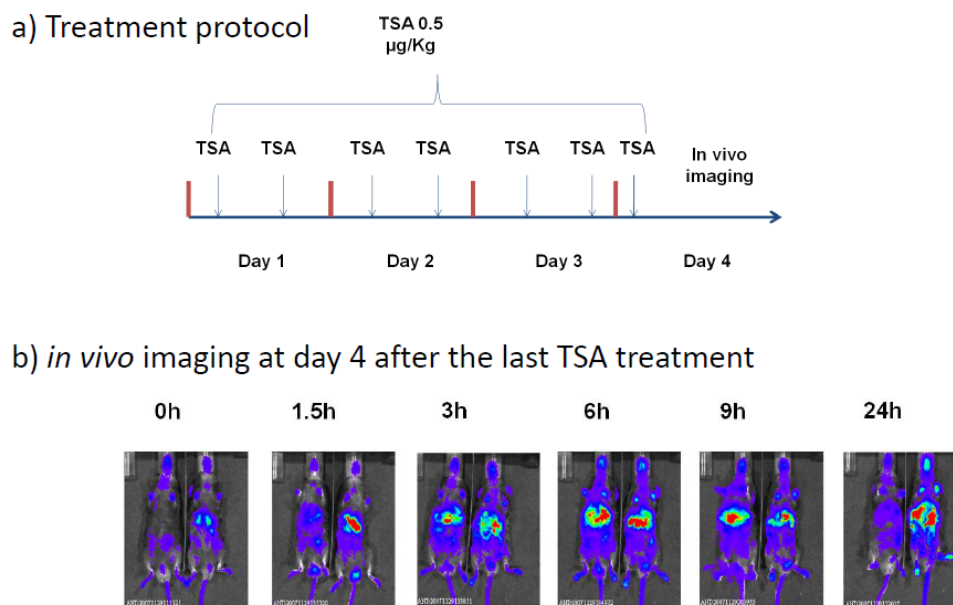 a) Treatment protocol
TSA 0.5
µg/Kg
TSA TSA TSA TSA TSA TSA TSA
In vivo
imaging
Day 1 Day 2 Day 3 Day 4
b) in vivo imaging at day 4 after the last TSA treatment
0h 1.5h 3h 6h 9h 24h